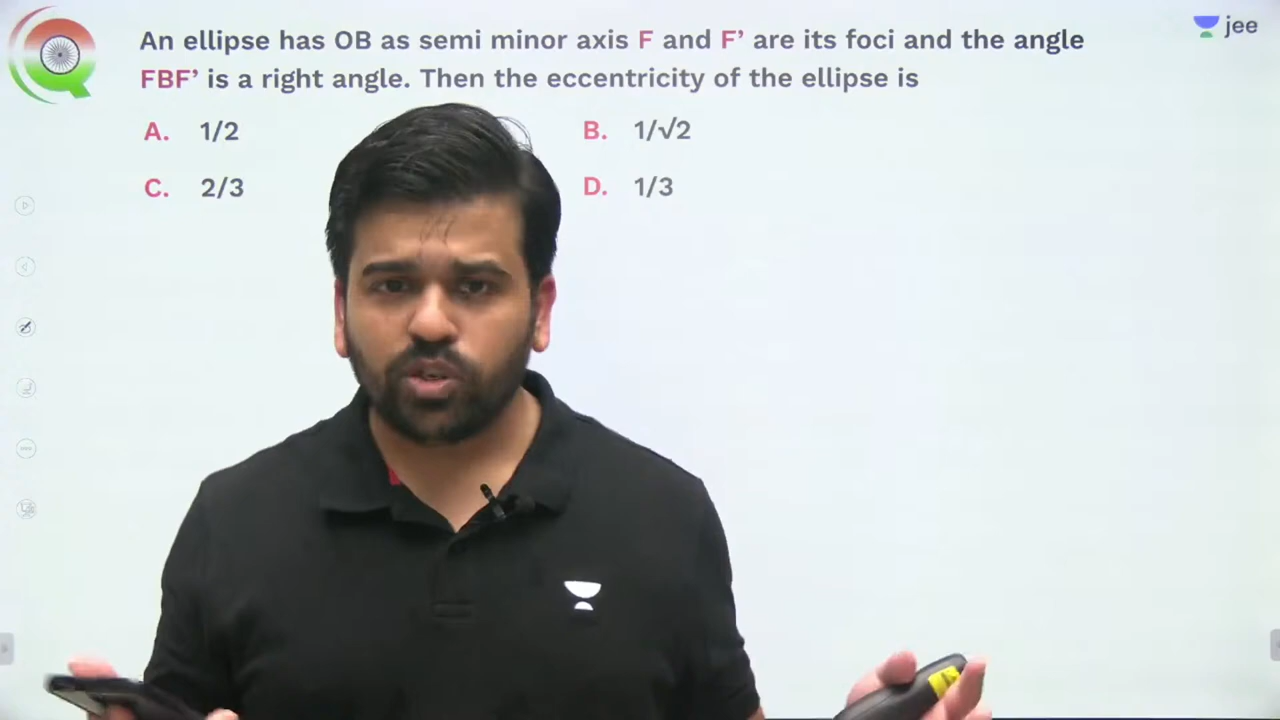 An ellipse has OB as semi minor axis F and F’ are its foci and the angle
FBF’ is a right angle. Then the eccentricity of the ellipse is
A. 1/2
B. 1/√2
C. 2/3
D. 1/3
jee